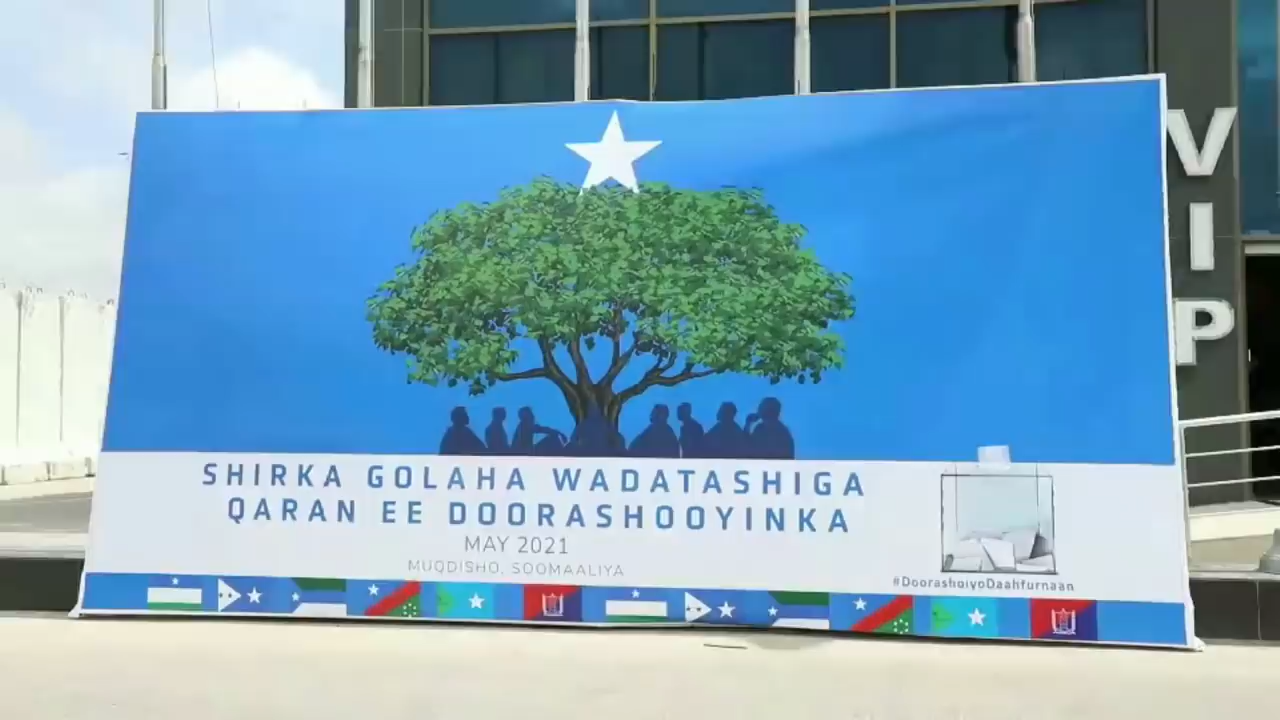 VIP
SHIRKA GOLAHA WADATASHIGA
QARAN EE DOORASHOOYINKA
MAY 2021
MUQDISHO, SOOMAALIYA
#DoorashoiyoDaahfurnaan